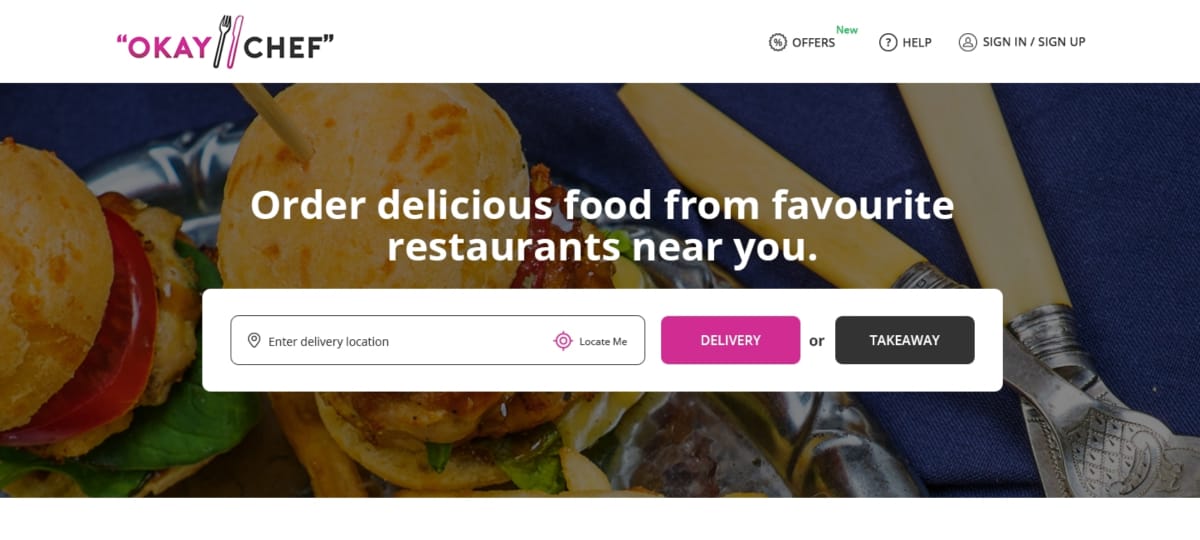 “OKAY CHEF”
OFFERS New
HELP
SIGN IN / SIGN UP
Order delicious food from favourite
restaurants near you.
Enter delivery location
Locate Me
DELIVERY or TAKEAWAY